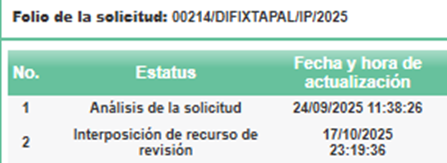 Folio de la solicitud: 00214/DIFIXTAPAL/IP/2025
No. Estatus Fecha y hora de
actualización
1 Análisis de la solicitud 24/09/2025 11:38:26
2 Interposición de recurso de
revisión 17/10/2025
23:19:36